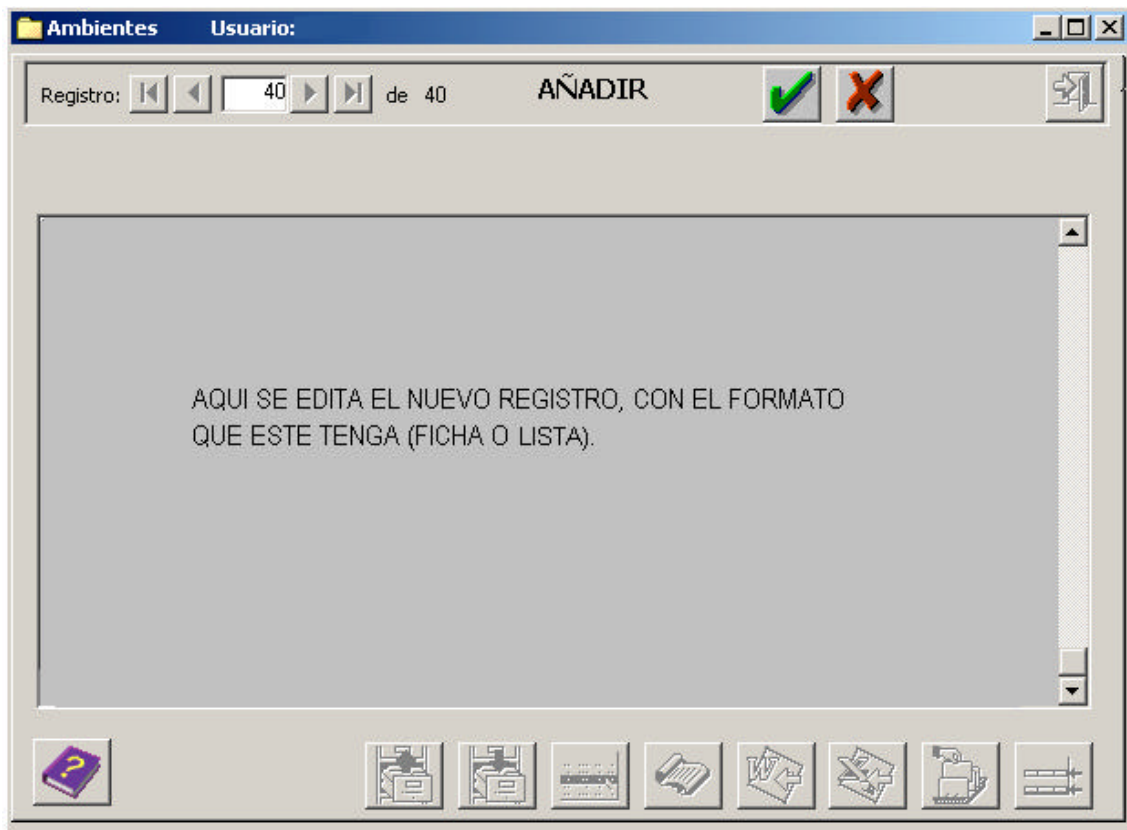 Ambientes Usuario:
Registro: 40 de 40 AÑADIR
AQUI SE EDITA EL NUEVO REGISTRO, CON EL FORMATO
QUE ESTE TENGA (FICHA O LISTA).